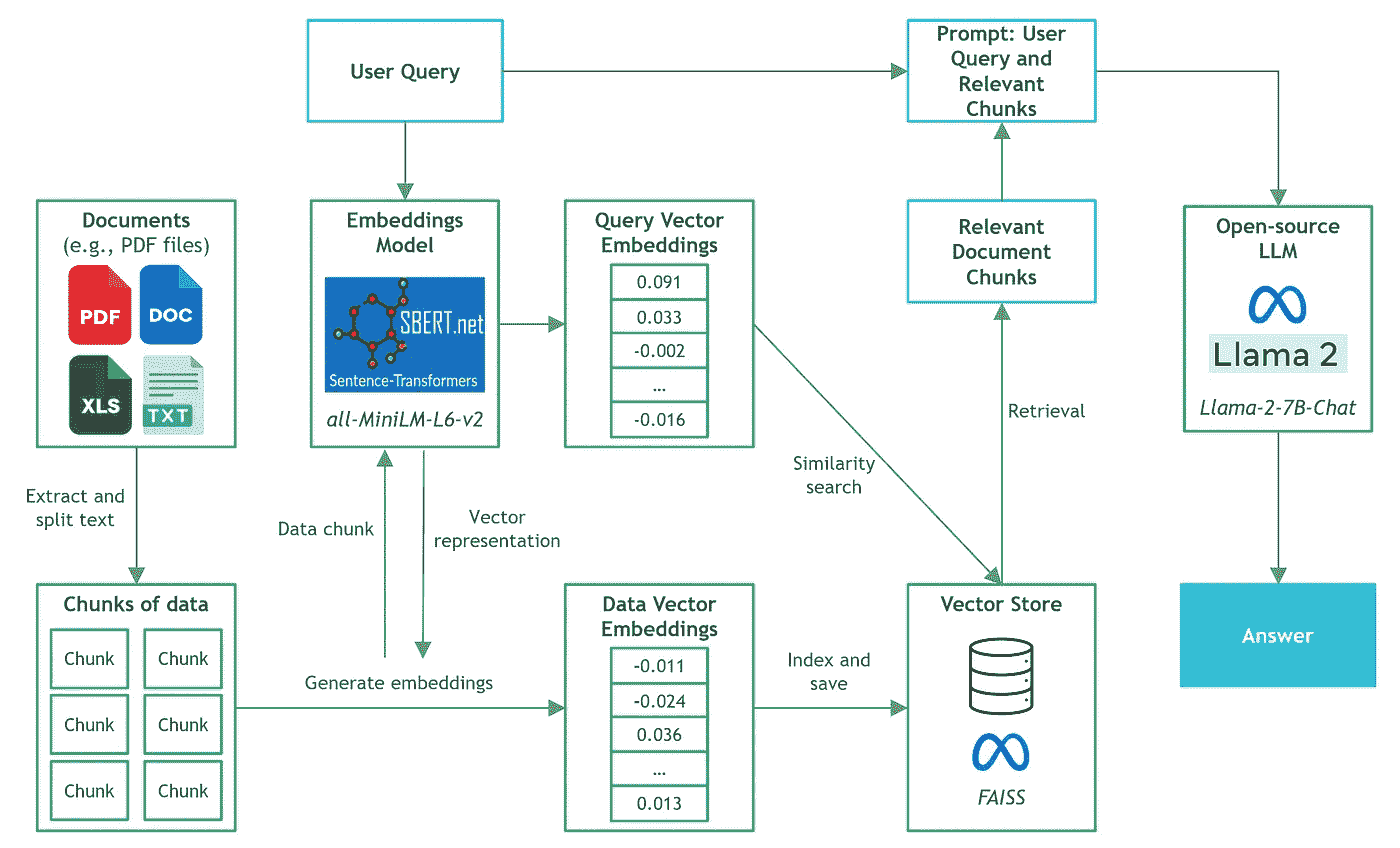 User Query
Prompt: User
Query and
Relevant
Chunks
Documents
(e.g., PDF files)
PDF
DOC
XLS
TXT
Embeddings
Model
SBERT.net
Sentence-Transformers
all-MiniLM-L6-v2
Query Vector
Embeddings
0.091
0.033
-0.002
...
-0.016
Relevant
Document
Chunks
Open-source
LLM
Llama 2
Llama-2-7B-Chat
Extract and
split text
Data chunk
Vector
representation
Similarity
search
Retrieval
Chunks of data
Chunk
Chunk
Chunk
Chunk
Chunk
Chunk
Generate embeddings
Data Vector
Embeddings
-0.011
-0.024
0.036
...
0.013
Index and
save
Vector Store
FAISS
Answer